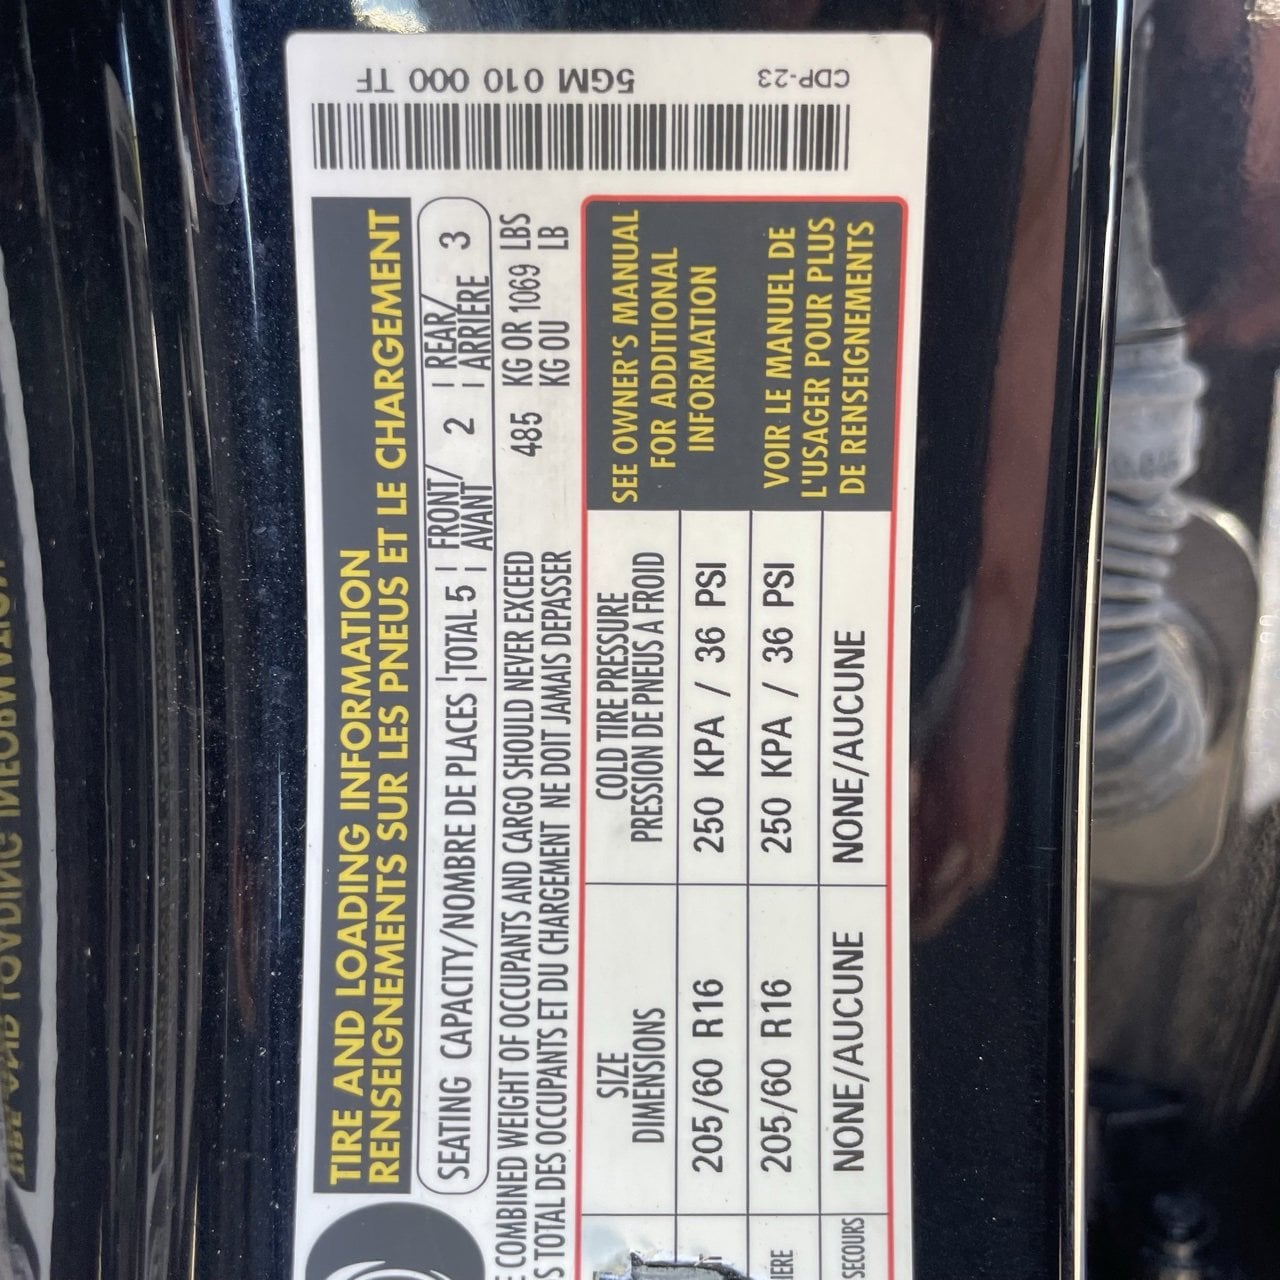 5GM 010 000 TF
CDP-23
TIRE AND LOADING INFORMATION
RENSEIGNEMENTS SUR LES PNEUS ET LE CHARGEMENT
SEATING CAPACITY/NOMBRE DE PLACES | TOTAL 5 | FRONT/AVANT 2 | REAR/ARRIÈRE 3
COMBINED WEIGHT OF OCCUPANTS AND CARGO SHOULD NEVER EXCEED 485 KG OR 1069 LBS
TOTAL DES OCCUPANTS ET DU CHARGEMENT NE DOIT JAMAIS DEPASSER KG OU LB
SIZE
DIMENSIONS
COLD TIRE PRESSURE
PRESSION DE PNEUS A FROID
205/60 R16 250 KPA / 36 PSI
205/60 R16 250 KPA / 36 PSI
SECOURS NONE/AUCUNE NONE/AUCUNE
SEE OWNER'S MANUAL
FOR ADDITIONAL
INFORMATION
VOIR LE MANUEL DE
L'USAGER POUR PLUS
DE RENSEIGNEMENTS